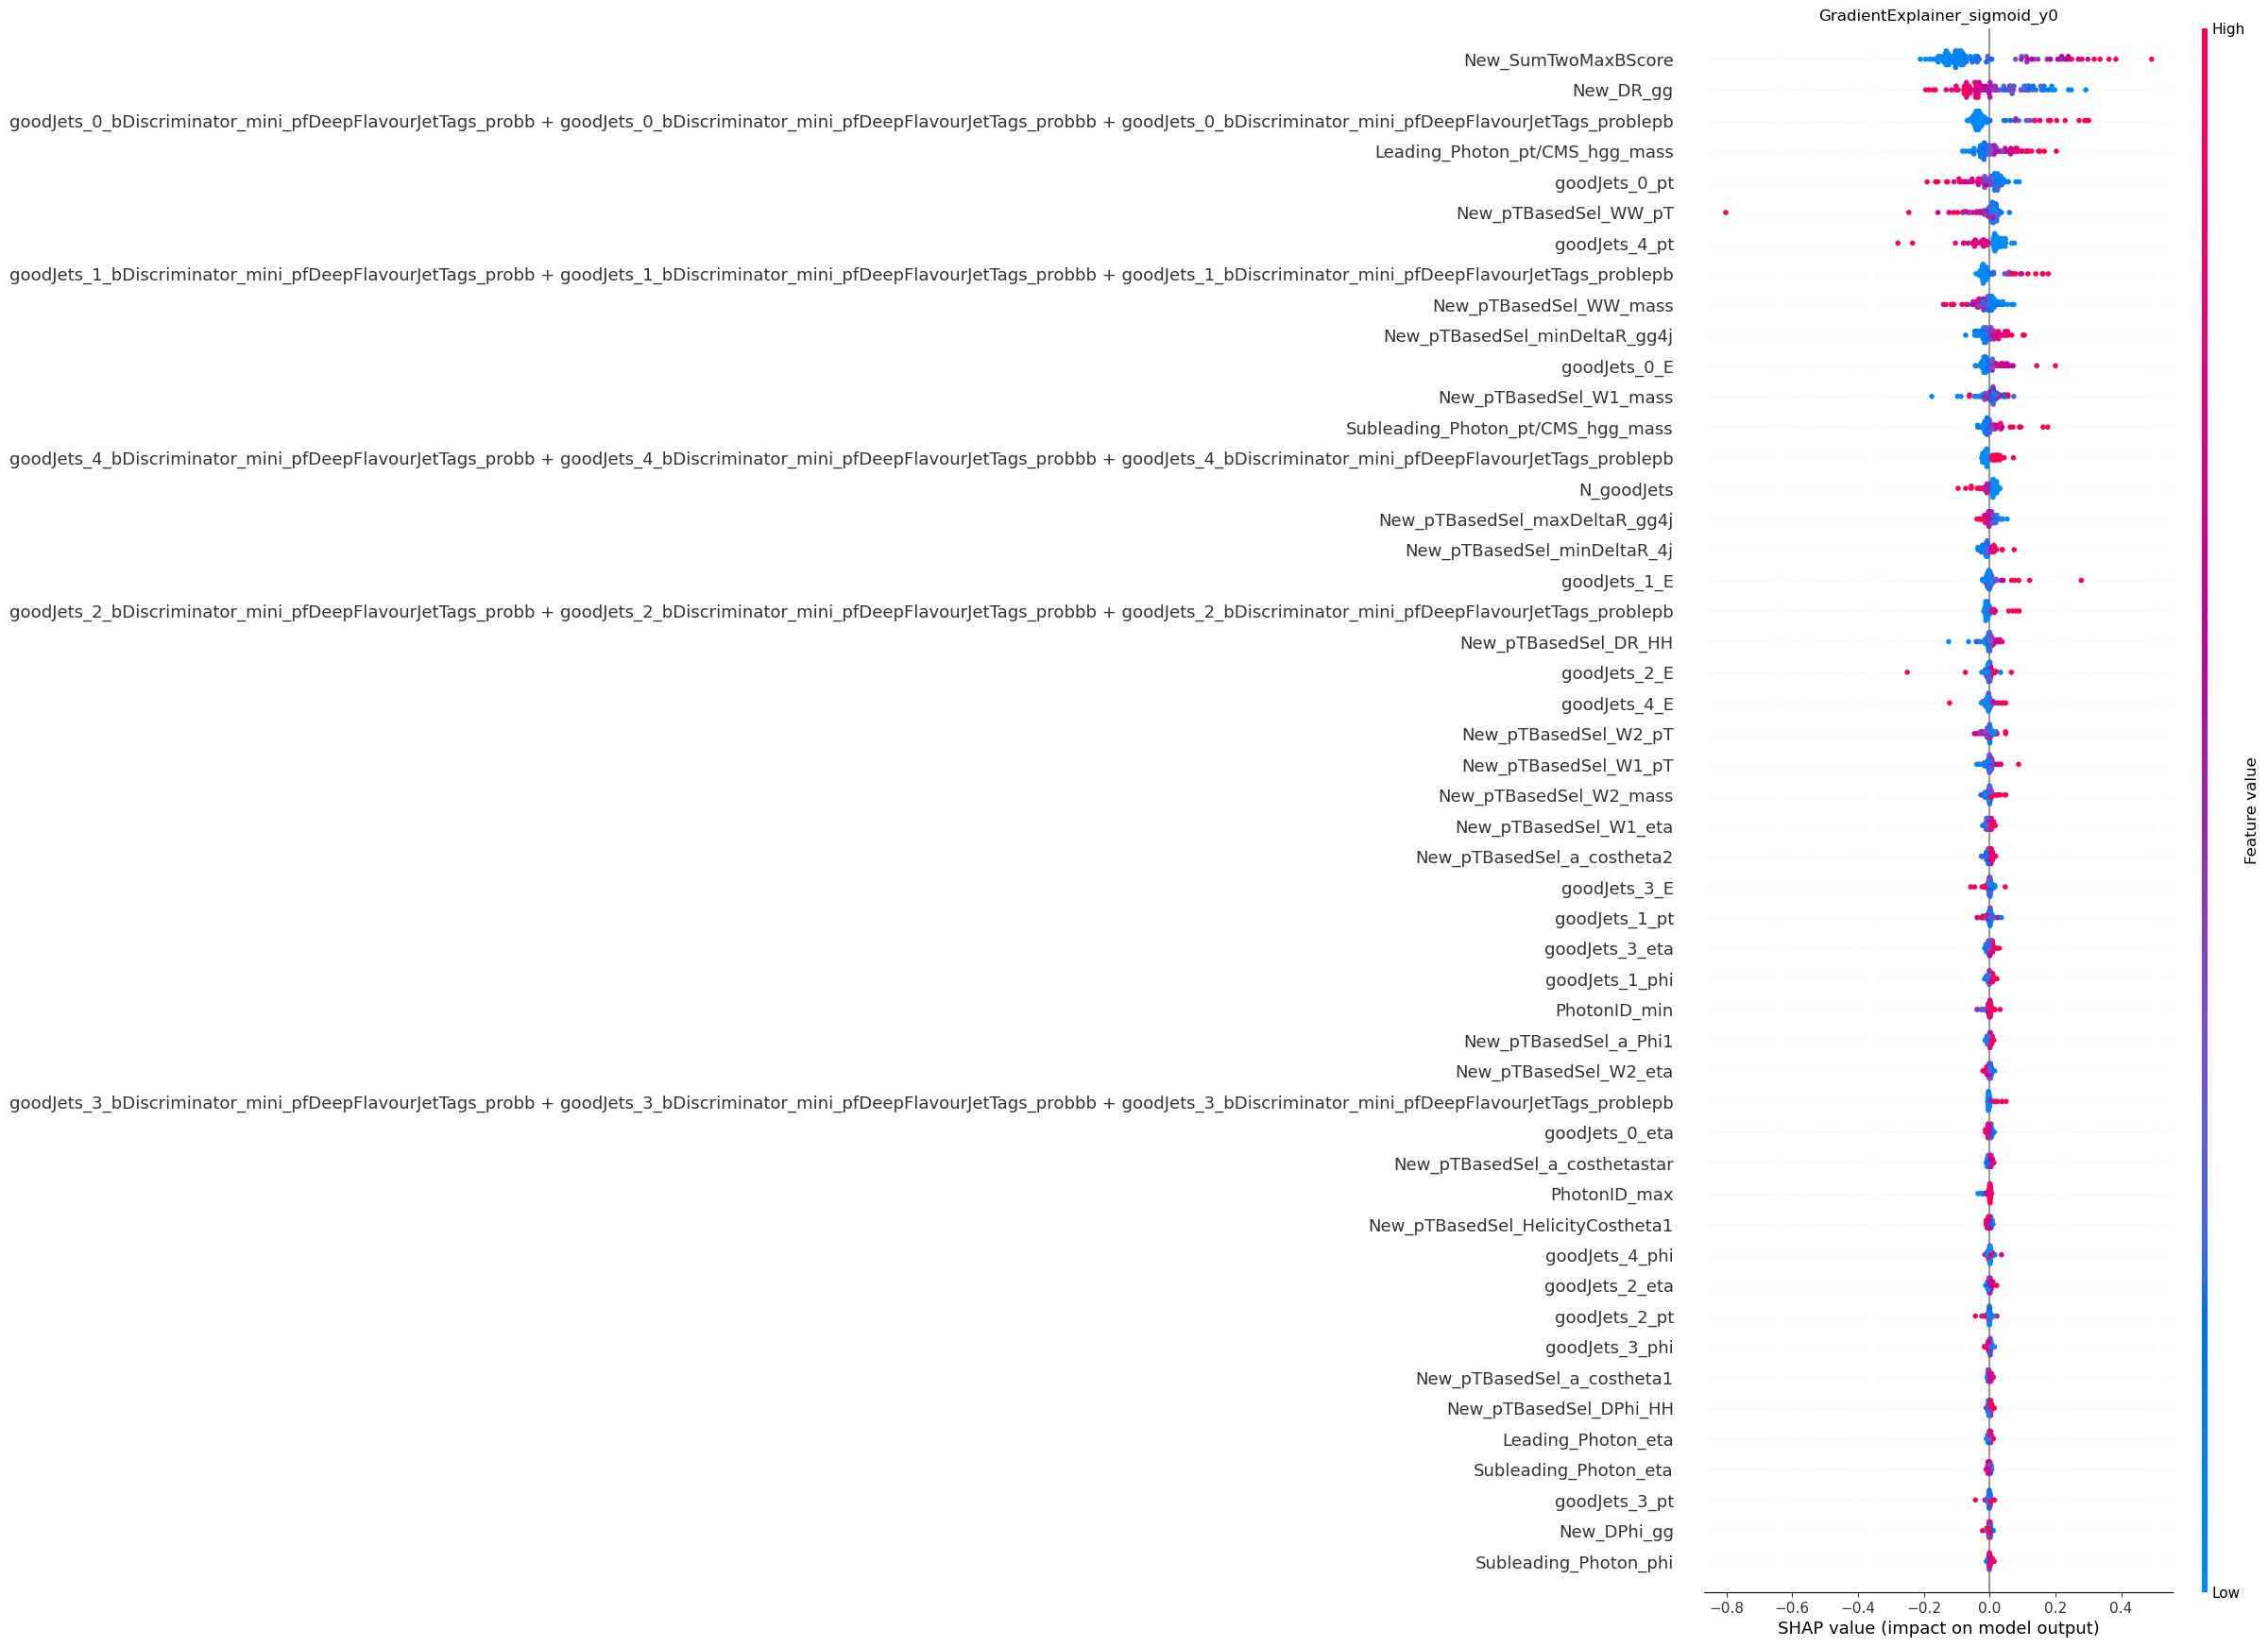 GradientExplainer_sigmoid_y0
High
New_SumTwoMaxBScore
New_DR_gg
goodJets_0_bDiscriminator_mini_pfDeepFlavourJetTags_probb + goodJets_0_bDiscriminator_mini_pfDeepFlavourJetTags_probbb + goodJets_0_bDiscriminator_mini_pfDeepFlavourJetTags_problepb
Leading_Photon_pt/CMS_hgg_mass
goodJets_0_pt
New_pTBasedSel_WW_pT
goodJets_4_pt
goodJets_1_bDiscriminator_mini_pfDeepFlavourJetTags_probb + goodJets_1_bDiscriminator_mini_pfDeepFlavourJetTags_probbb + goodJets_1_bDiscriminator_mini_pfDeepFlavourJetTags_problepb
New_pTBasedSel_WW_mass
New_pTBasedSel_minDeltaR_gg4j
goodJets_0_E
New_pTBasedSel_W1_mass
Subleading_Photon_pt/CMS_hgg_mass
goodJets_4_bDiscriminator_mini_pfDeepFlavourJetTags_probb + goodJets_4_bDiscriminator_mini_pfDeepFlavourJetTags_probbb + goodJets_4_bDiscriminator_mini_pfDeepFlavourJetTags_problepb
N_goodJets
New_pTBasedSel_maxDeltaR_gg4j
New_pTBasedSel_minDeltaR_4j
goodJets_1_E
goodJets_2_bDiscriminator_mini_pfDeepFlavourJetTags_probb + goodJets_2_bDiscriminator_mini_pfDeepFlavourJetTags_probbb + goodJets_2_bDiscriminator_mini_pfDeepFlavourJetTags_problepb
New_pTBasedSel_DR_HH
goodJets_2_E
goodJets_4_E
New_pTBasedSel_W2_pT
New_pTBasedSel_W1_pT
New_pTBasedSel_W2_mass
New_pTBasedSel_W1_eta
New_pTBasedSel_a_costheta2
goodJets_3_E
goodJets_1_pt
goodJets_3_eta
goodJets_1_phi
PhotonID_min
New_pTBasedSel_a_Phi1
New_pTBasedSel_W2_eta
goodJets_3_bDiscriminator_mini_pfDeepFlavourJetTags_probb + goodJets_3_bDiscriminator_mini_pfDeepFlavourJetTags_probbb + goodJets_3_bDiscriminator_mini_pfDeepFlavourJetTags_problepb
goodJets_0_eta
New_pTBasedSel_a_costhetastar
PhotonID_max
New_pTBasedSel_HelicityCostheta1
goodJets_4_phi
goodJets_2_eta
goodJets_2_pt
goodJets_3_phi
New_pTBasedSel_a_costheta1
New_pTBasedSel_DPhi_HH
Leading_Photon_eta
Subleading_Photon_eta
goodJets_3_pt
New_DPhi_gg
Subleading_Photon_phi
Feature value
Low
−0.8 −0.6 −0.4 −0.2 0.0 0.2 0.4
SHAP value (impact on model output)